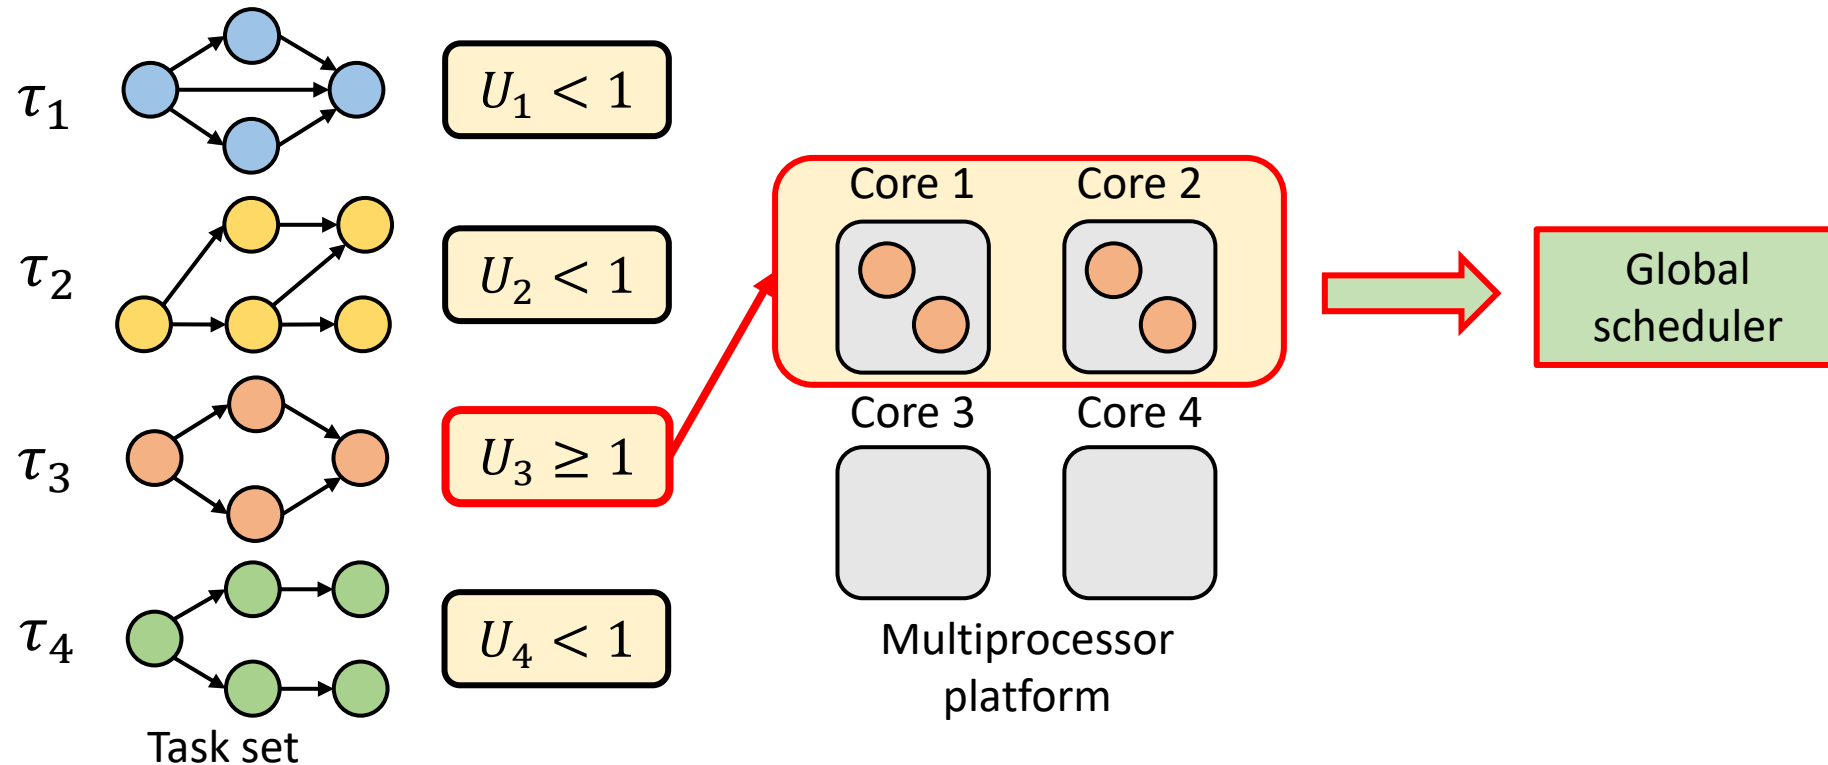 τ₁
U₁ < 1
τ₂
U₂ < 1
τ₃
U₃ ≥ 1
τ₄
U₄ < 1
Task set
Core 1
Core 2
Core 3
Core 4
Multiprocessor
platform
Global
scheduler